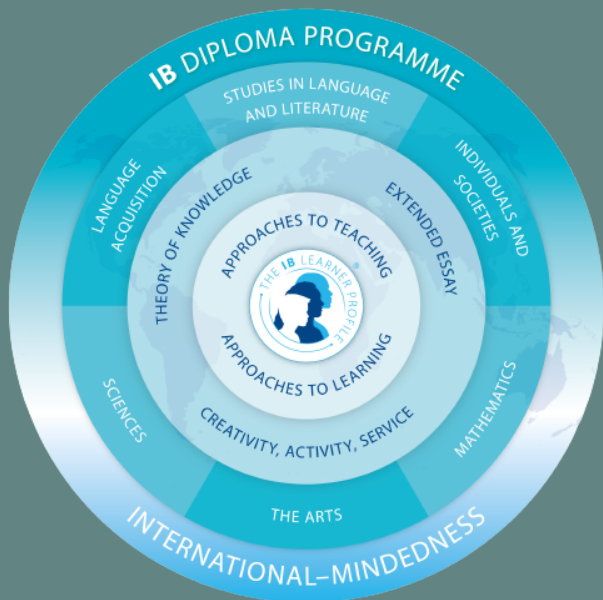 IB DIPLOMA PROGRAMME
STUDIES IN LANGUAGE
AND LITERATURE
LANGUAGE
ACQUISITION
INDIVIDUALS AND
SOCIETIES
THEORY OF KNOWLEDGE
EXTENDED ESSAY
APPROACHES TO TEACHING
THE IB LEARNER PROFILE
®
APPROACHES TO LEARNING
CREATIVITY, ACTIVITY, SERVICE
SCIENCES
MATHEMATICS
THE ARTS
INTERNATIONAL–MINDEDNESS